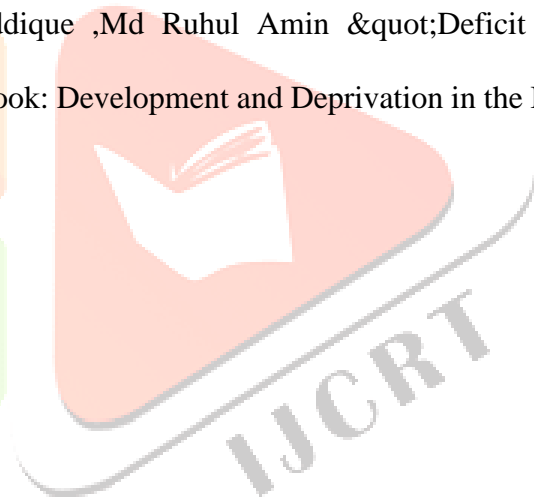 ddique ,Md Ruhul Amin &quot;Deficit
ook: Development and Deprivation in the
IJCRT